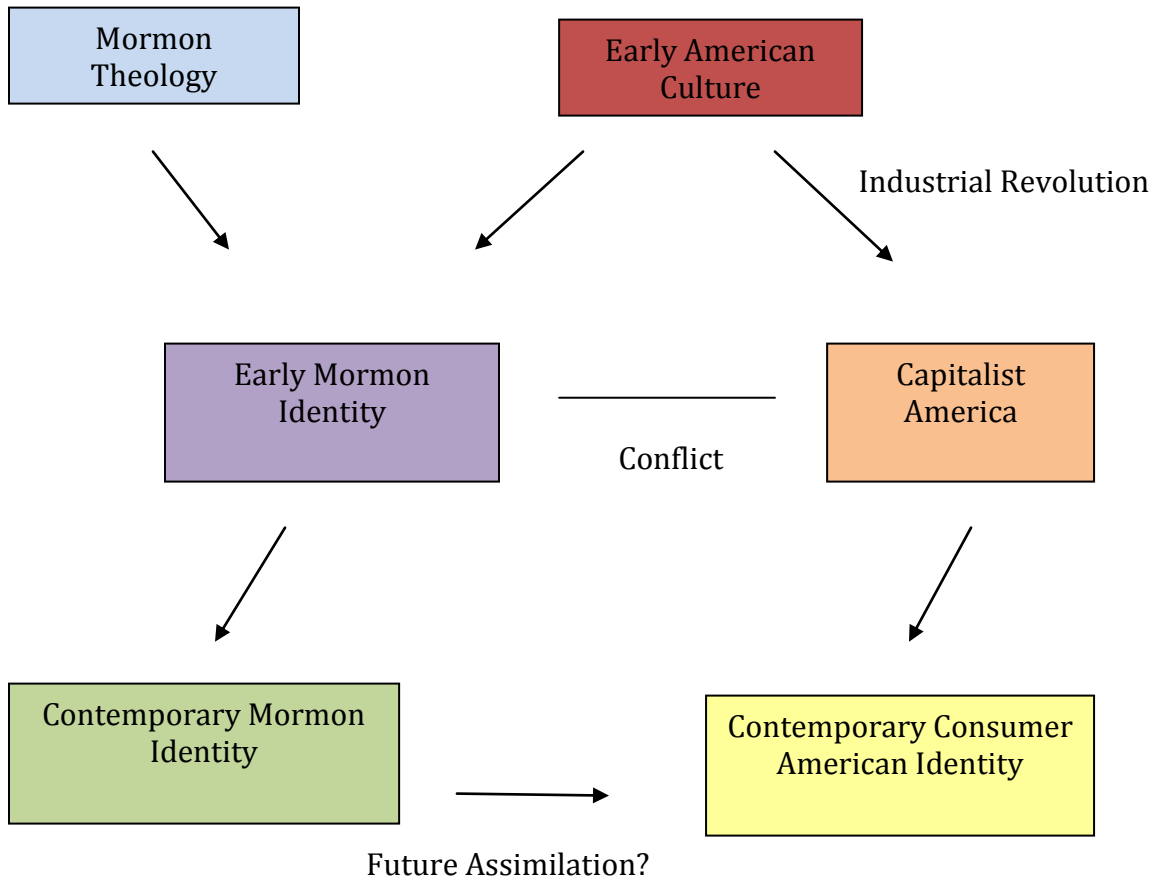 Mormon
Theology
Early American
Culture
Industrial Revolution
Early Mormon
Identity
Conflict
Capitalist
America
Contemporary Mormon
Identity
Contemporary Consumer
American Identity
Future Assimilation?